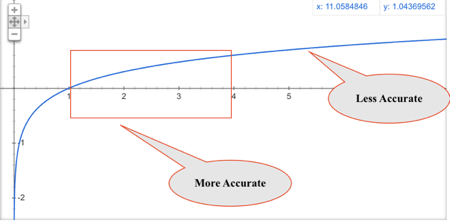 x: 11.0584846 y: 1.04369562
1 2 3 4 5
Less Accurate
-1
More Accurate
-2